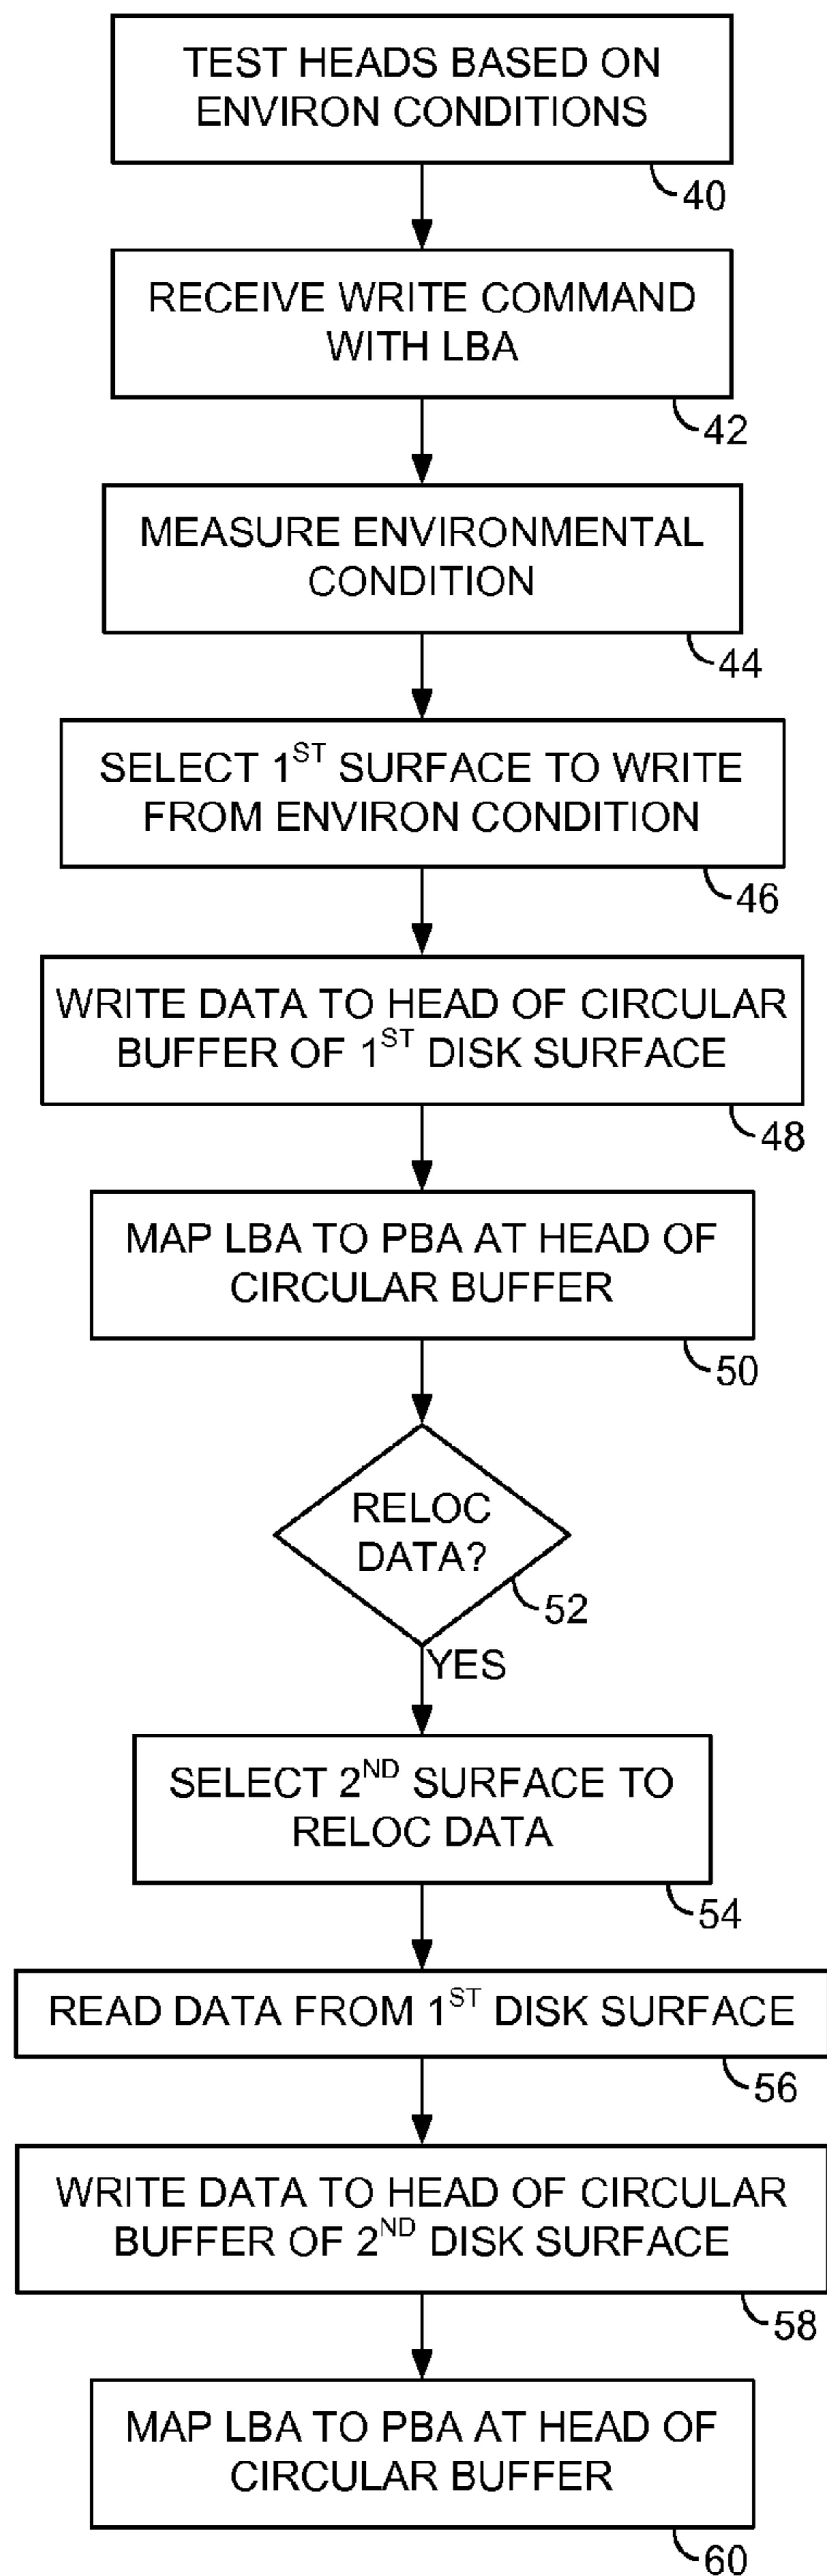 TEST HEADS BASED ON
ENVIRON CONDITIONS
40
RECEIVE WRITE COMMAND
WITH LBA
42
MEASURE ENVIRONMENTAL
CONDITION
44
SELECT 1ST SURFACE TO WRITE
FROM ENVIRON CONDITION
46
WRITE DATA TO HEAD OF CIRCULAR
BUFFER OF 1ST DISK SURFACE
48
MAP LBA TO PBA AT HEAD OF
CIRCULAR BUFFER
50
RELOC
DATA?
52
YES
SELECT 2ND SURFACE TO
RELOC DATA
54
READ DATA FROM 1ST DISK SURFACE
56
WRITE DATA TO HEAD OF CIRCULAR
BUFFER OF 2ND DISK SURFACE
58
MAP LBA TO PBA AT HEAD OF
CIRCULAR BUFFER
60